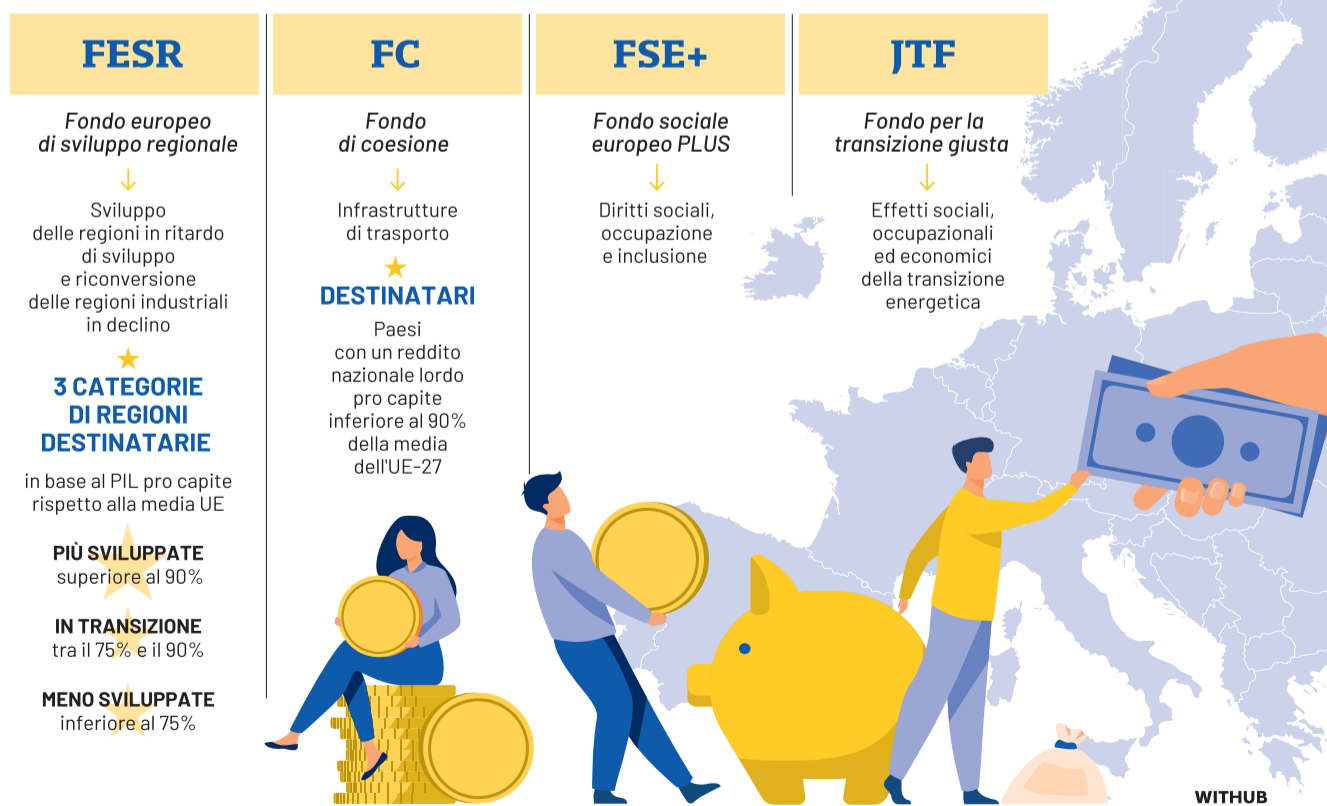 FESR
Fondo europeo
di sviluppo regionale
Sviluppo
delle regioni in ritardo
di sviluppo
e riconversione
delle regioni industriali
in declino
3 CATEGORIE
DI REGIONI
DESTINATARIE
in base al PIL pro capite
rispetto alla media UE
PIÙ SVILUPPATE
superiore al 90%
IN TRANSIZIONE
tra il 75% e il 90%
MENO SVILUPPATE
inferiore al 75%
FC
Fondo
di coesione
Infrastrutture
di trasporto
DESTINATARI
Paesi
con un reddito
nazionale lordo
pro capite
inferiore al 90%
della media
dell'UE-27
FSE+
Fondo sociale
europeo PLUS
Diritti sociali,
occupazione
e inclusione
JTF
Fondo per la
transizione giusta
Effetti sociali,
occupazionali
ed economici
della transizione
energetica
WITHUB